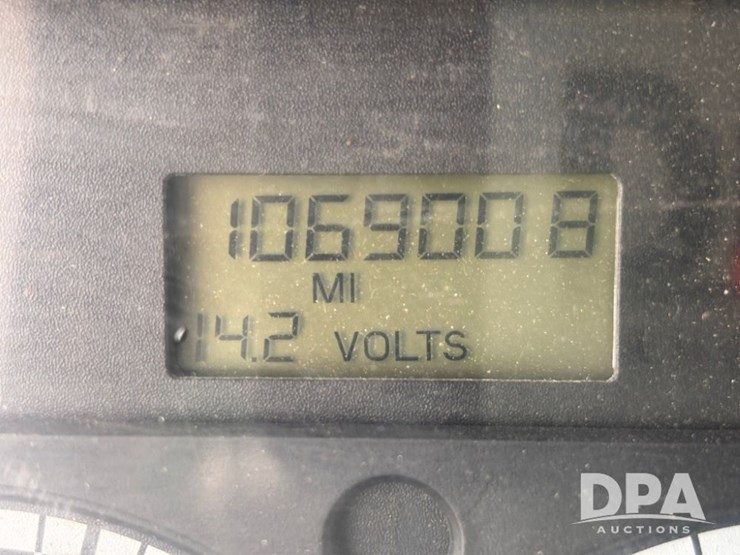 1069008
MI
14.2 VOLTS
DPA
AUCTIONS